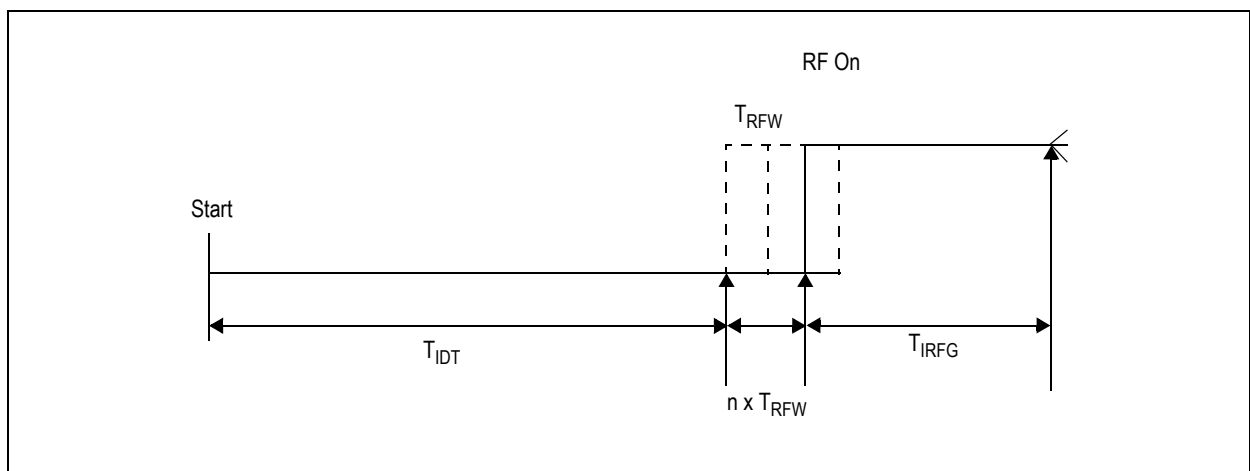 RF On
TRFW
Start
TIDT
TIRFG
n x TRFW